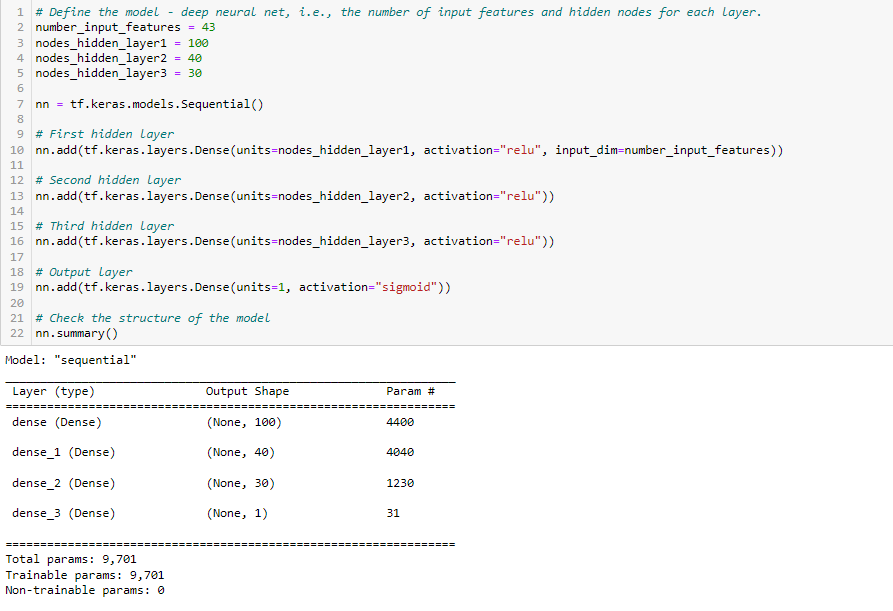 1 # Define the model - deep neural net, i.e., the number of input features and hidden nodes for each layer.
2 number_input_features = 43
3 nodes_hidden_layer1 = 100
4 nodes_hidden_layer2 = 40
5 nodes_hidden_layer3 = 30
6
7 nn = tf.keras.models.Sequential()
8
9 # First hidden layer
10 nn.add(tf.keras.layers.Dense(units=nodes_hidden_layer1, activation="relu", input_dim=number_input_features))
11
12 # Second hidden layer
13 nn.add(tf.keras.layers.Dense(units=nodes_hidden_layer2, activation="relu"))
14
15 # Third hidden layer
16 nn.add(tf.keras.layers.Dense(units=nodes_hidden_layer3, activation="relu"))
17
18 # Output layer
19 nn.add(tf.keras.layers.Dense(units=1, activation="sigmoid"))
20
21 # Check the structure of the model
22 nn.summary()
Model: "sequential"
_________________________________________________________________
Layer (type) Output Shape Param #
=================================================================
dense (Dense) (None, 100) 4400
dense_1 (Dense) (None, 40) 4040
dense_2 (Dense) (None, 30) 1230
dense_3 (Dense) (None, 1) 31
=================================================================
Total params: 9,701
Trainable params: 9,701
Non-trainable params: 0